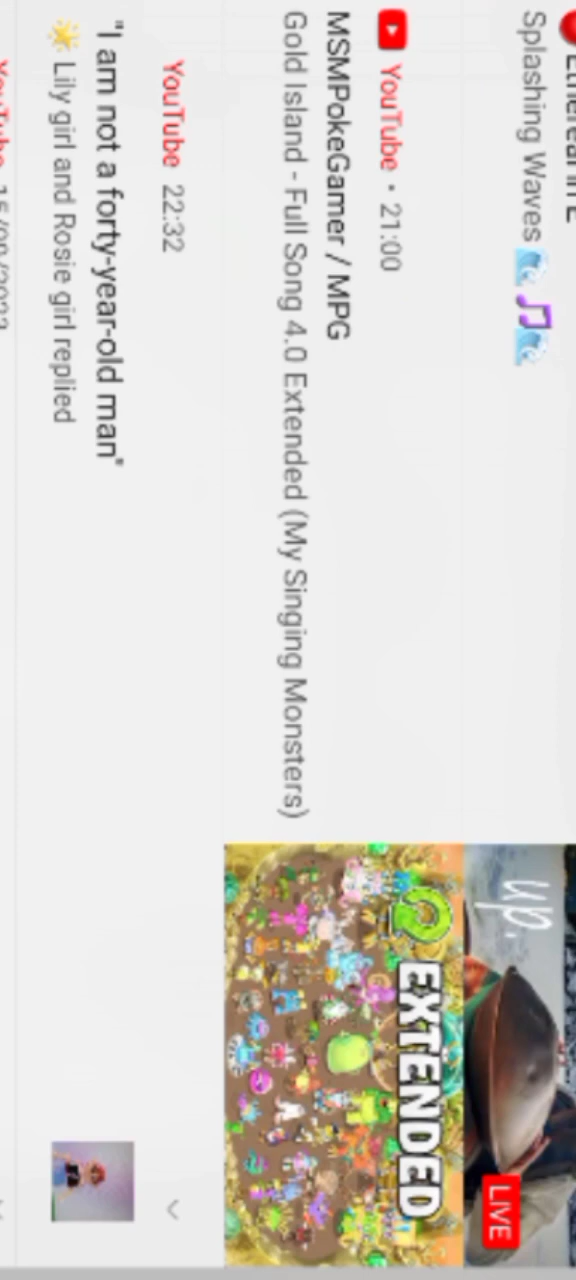 Splashing Waves 🌊🎵🌊
up.
LIVE
YouTube • 21:00
MSMPokeGamer / MPG
Gold Island - Full Song 4.0 Extended (My Singing Monsters)
EXTENDED
YouTube 22:32
"I am not a forty-year-old man"
🌟 Lily girl and Rosie girl replied
YouTube